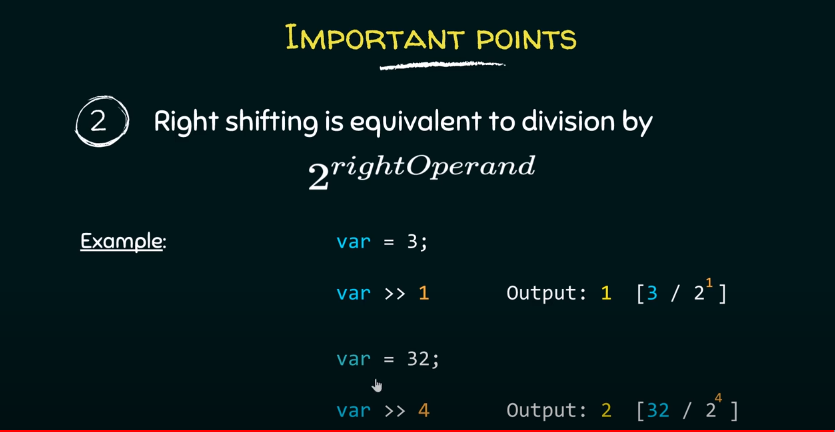 IMPORTANT POINTS
2 Right shifting is equivalent to division by
2^rightOperand
Example: var = 3;
var >> 1 Output: 1 [3 / 2^1]
var = 32;
var >> 4 Output: 2 [32 / 2^4]